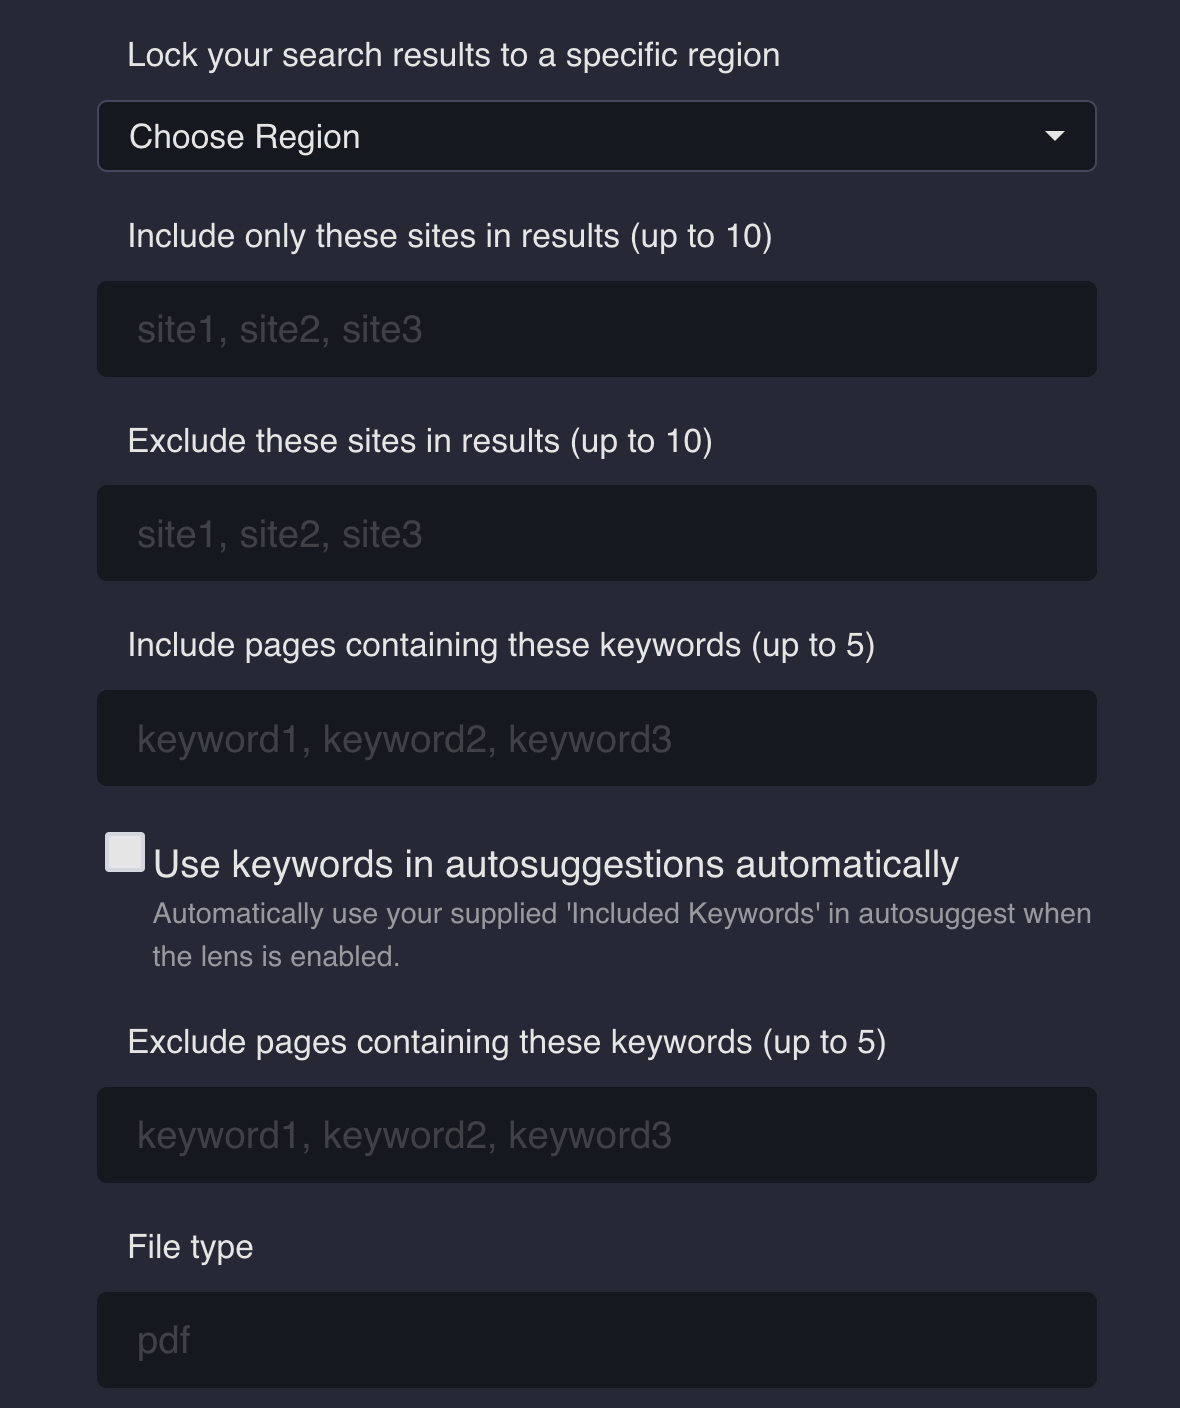 Lock your search results to a specific region
Choose Region
Include only these sites in results (up to 10)
site1, site2, site3
Exclude these sites in results (up to 10)
site1, site2, site3
Include pages containing these keywords (up to 5)
keyword1, keyword2, keyword3
Use keywords in autosuggestions automatically
Automatically use your supplied 'Included Keywords' in autosuggest when
the lens is enabled.
Exclude pages containing these keywords (up to 5)
keyword1, keyword2, keyword3
File type
pdf